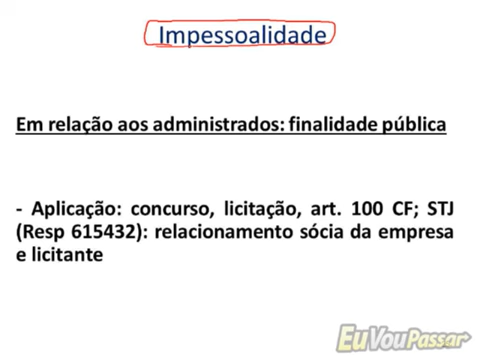 Impessoalidade
Em relação aos administrados: finalidade pública
- Aplicação: concurso, licitação, art. 100 CF; STJ
(Resp 615432): relacionamento sócia da empresa
e licitante
EuVouPassar